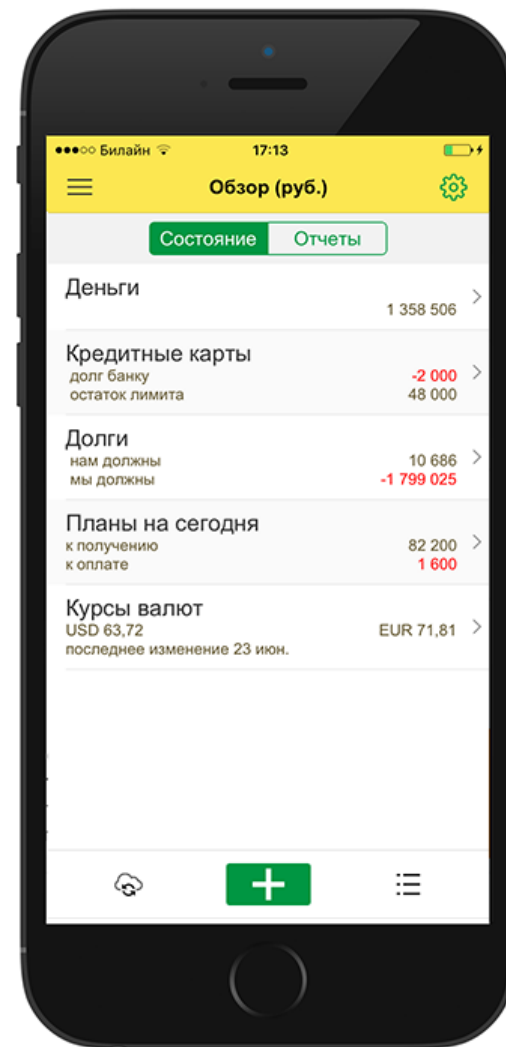 Билайн 17:13
Обзор (руб.)
Состояние Отчеты
Деньги
1 358 506
Кредитные карты
долг банку -2 000
остаток лимита 48 000
Долги
нам должны 10 686
мы должны -1 799 025
Планы на сегодня
к получению 82 200
к оплате 1 600
Курсы валют
USD 63,72 EUR 71,81
последнее изменение 23 июн.